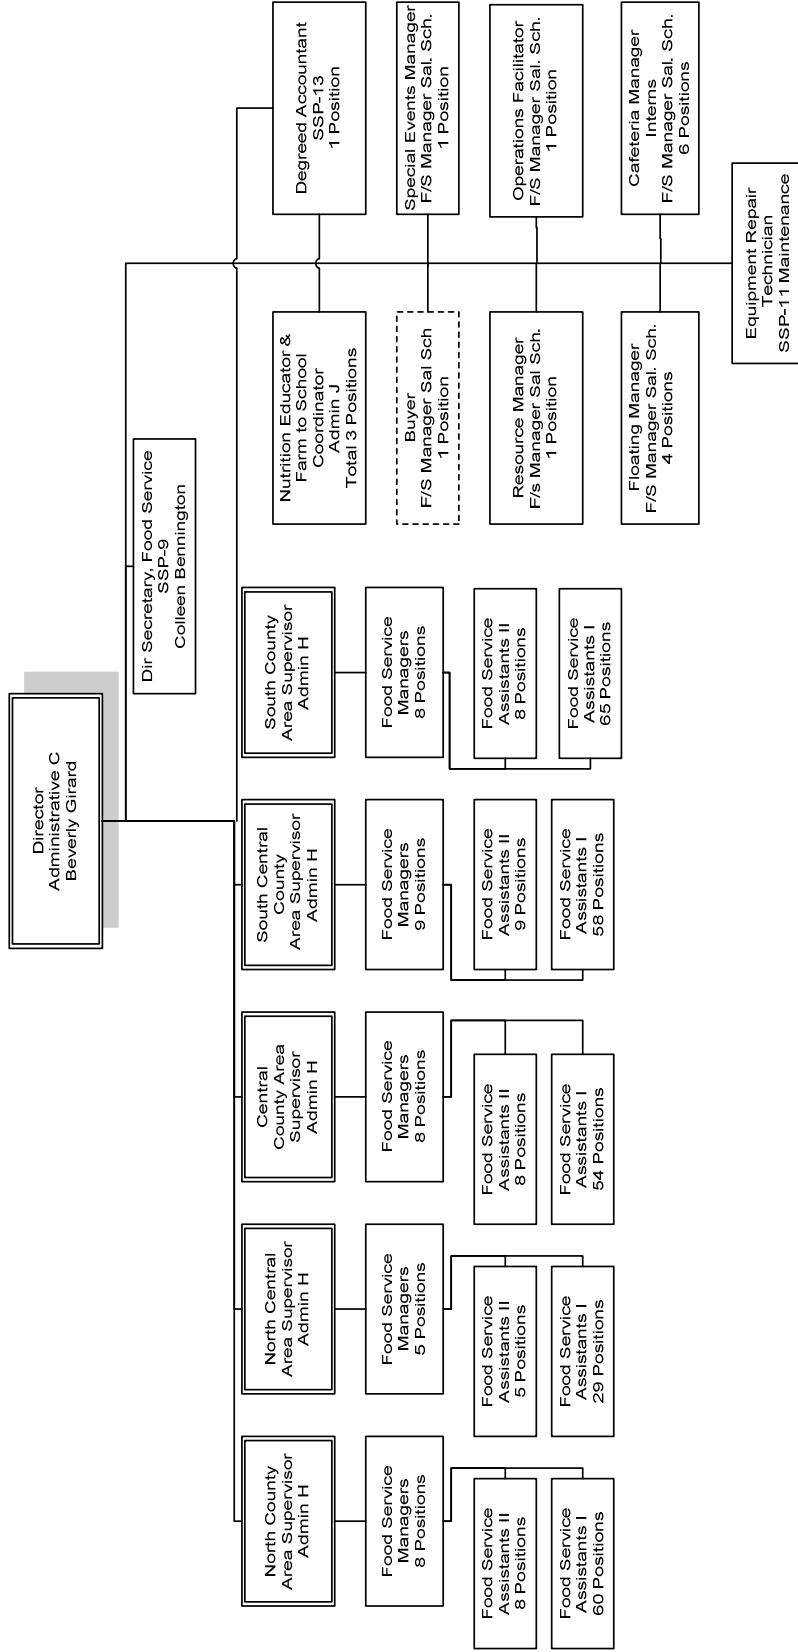 Director
Administrative C
Beverly Girard
Dir Secretary, Food Service
SSP-9
Colleen Bennington
North County
Area Supervisor
Admin H
North Central
Area Supervisor
Admin H
Central
County Area
Supervisor
Admin H
South Central
County
Area Supervisor
Admin H
South County
Area Supervisor
Admin H
Nutrition Educator &
Farm to School
Coordinator
Admin J
Total 3 Positions
Degreed Accountant
SSP-13
1 Position
Food Service
Managers
8 Positions
Food Service
Managers
5 Positions
Food Service
Managers
8 Positions
Food Service
Managers
9 Positions
Food Service
Managers
8 Positions
Buyer
F/S Manager Sal Sch
1 Position
Special Events Manager
F/S Manager Sal. Sch.
1 Position
Food Service
Assistants II
8 Positions
Food Service
Assistants II
5 Positions
Food Service
Assistants II
8 Positions
Food Service
Assistants II
9 Positions
Food Service
Assistants II
8 Positions
Resource Manager
F/s Manager Sal Sch.
1 Position
Operations Facilitator
F/S Manager Sal. Sch.
1 Position
Food Service
Assistants I
60 Positions
Food Service
Assistants I
29 Positions
Food Service
Assistants I
54 Positions
Food Service
Assistants I
58 Positions
Food Service
Assistants I
65 Positions
Floating Manager
F/S Manager Sal. Sch.
4 Positions
Cafeteria Manager
Interns
F/S Manager Sal. Sch.
6 Positions
Equipment Repair
Technician
SSP-11 Maintenance